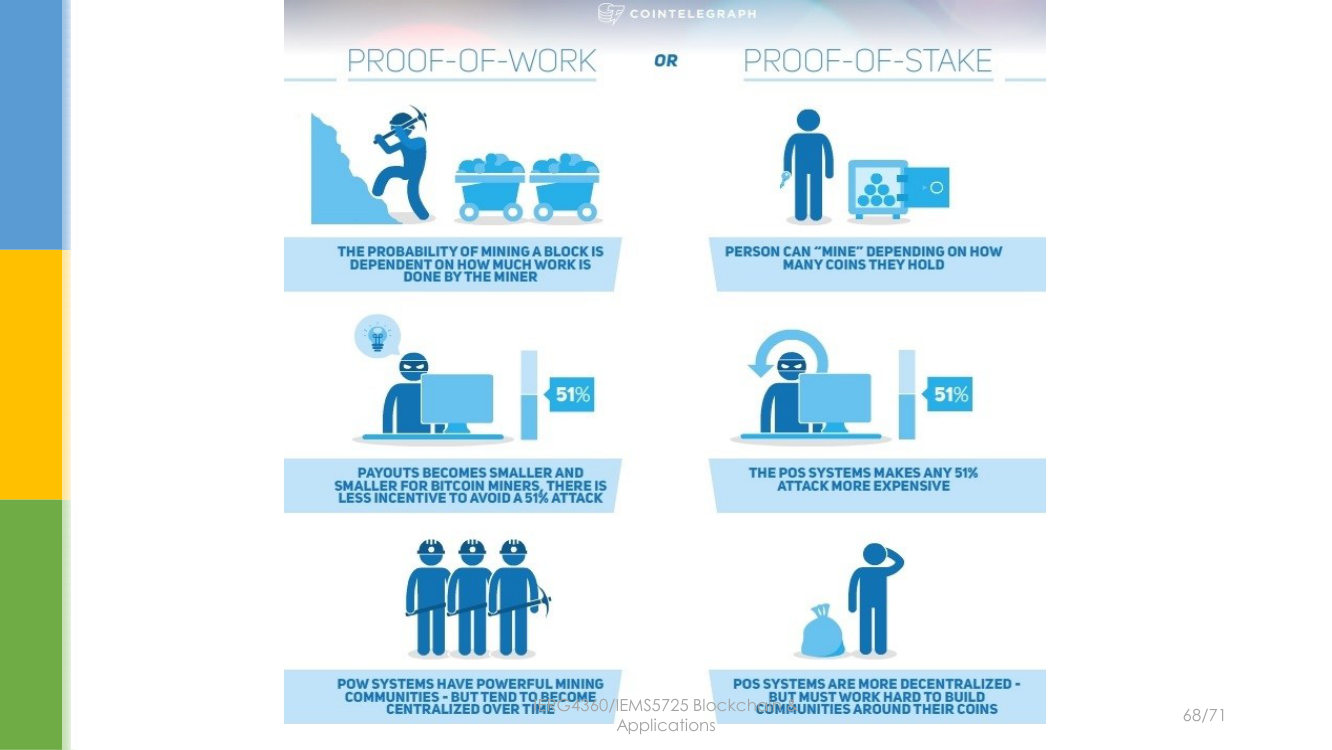 COINTELEGRAPH
PROOF-OF-WORK OR PROOF-OF-STAKE
THE PROBABILITY OF MINING A BLOCK IS
DEPENDENT ON HOW MUCH WORK IS
DONE BY THE MINER
PERSON CAN “MINE” DEPENDING ON HOW
MANY COINS THEY HOLD
51%
51%
PAYOUTS BECOMES SMALLER AND
SMALLER FOR BITCOIN MINERS, THERE IS
LESS INCENTIVE TO AVOID A 51% ATTACK
THE POS SYSTEMS MAKES ANY 51%
ATTACK MORE EXPENSIVE
POW SYSTEMS HAVE POWERFUL MINING
COMMUNITIES - BUT TEND TO BECOME
CENTRALIZED OVER TIME
POS SYSTEMS ARE MORE DECENTRALIZED -
BUT MUST WORK HARD TO BUILD
COMMUNITIES AROUND THEIR COINS
Blockchain
Applications
68/71